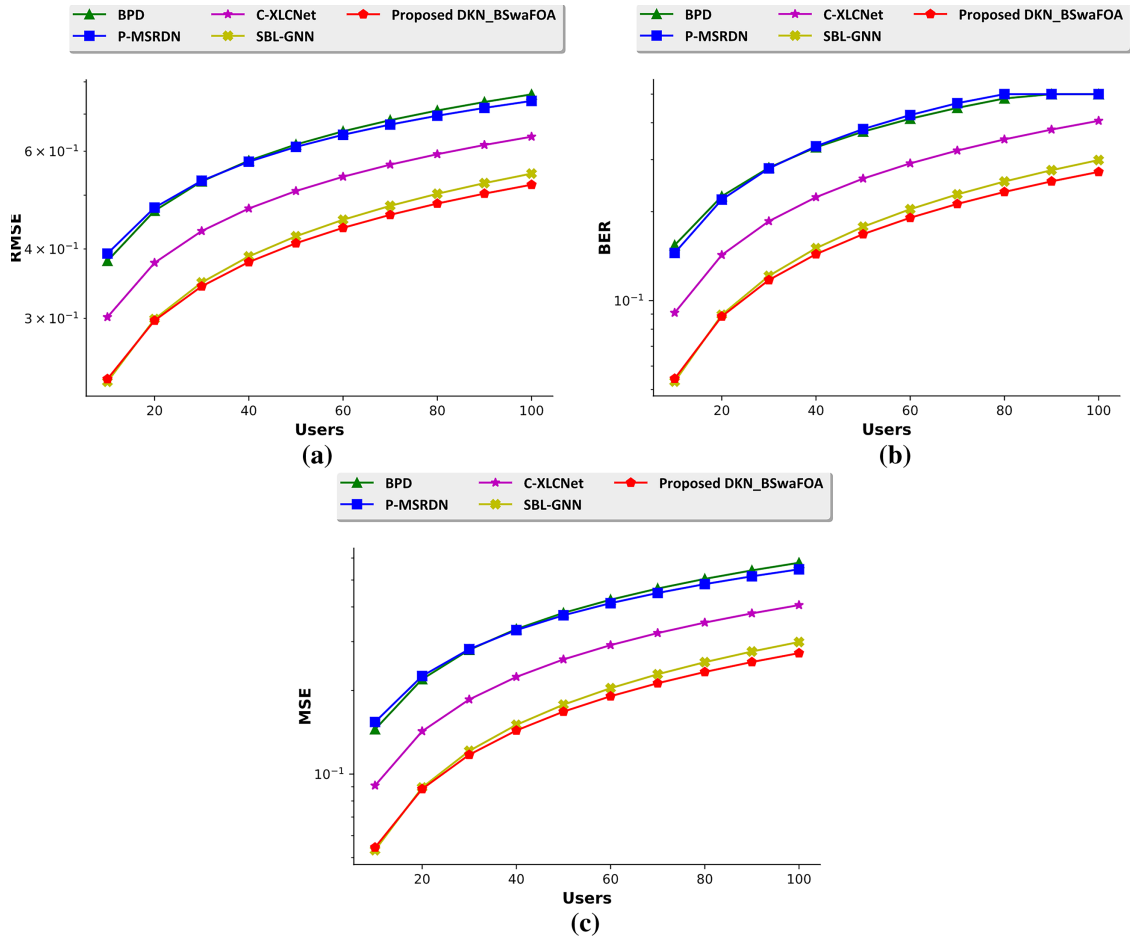 BPD C-XLCNet Proposed DKN_BSwaFOA
P-MSRDN SBL-GNN
RMSE
6 × 10⁻¹
4 × 10⁻¹
3 × 10⁻¹
20 40 60 80 100
Users
(a)
BPD C-XLCNet Proposed DKN_BSwaFOA
P-MSRDN SBL-GNN
BER
10⁻¹
20 40 60 80 100
Users
(b)
BPD C-XLCNet Proposed DKN_BSwaFOA
P-MSRDN SBL-GNN
MSE
10⁻¹
20 40 60 80 100
Users
(c)